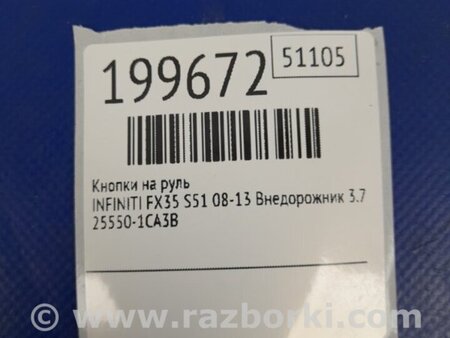 199672
51105
Кнопки на руль
INFINITI FX35 S51 08-13 Внедорожник 3.7
25550-1CA3B
© www.razborki.com